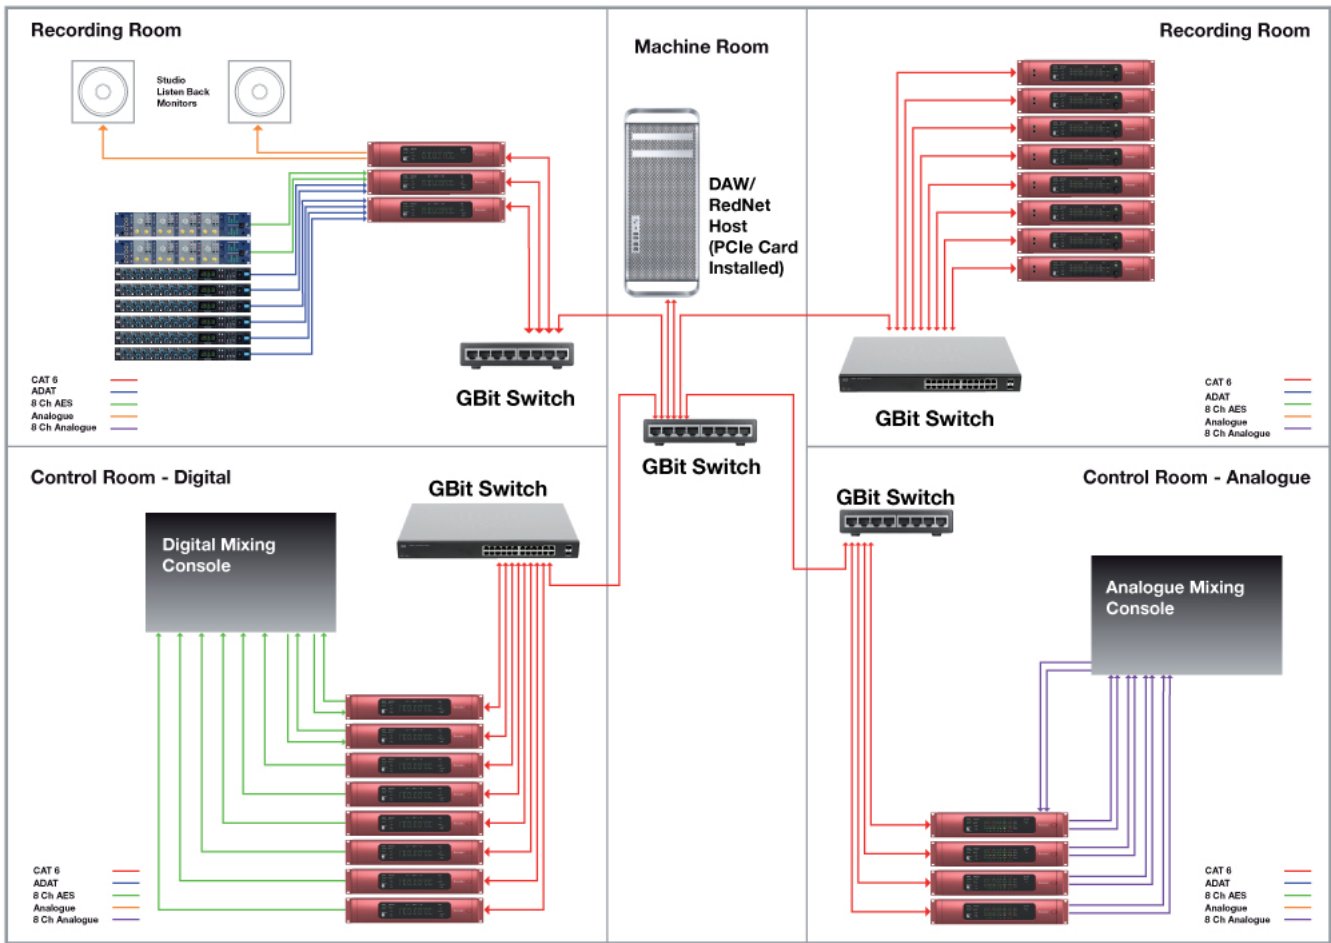 Recording Room
Studio
Listen Back
Monitors
CAT 6
ADAT
8 Ch AES
Analogue
8 Ch Analogue
GBit Switch
Machine Room
DAW/
RedNet
Host
(PCIe Card
Installed)
GBit Switch
Recording Room
GBit Switch
CAT 6
ADAT
8 Ch AES
Analogue
8 Ch Analogue
Control Room - Digital
GBit Switch
Digital Mixing
Console
CAT 6
ADAT
8 Ch AES
Analogue
8 Ch Analogue
Control Room - Analogue
GBit Switch
Analogue Mixing
Console
CAT 6
ADAT
8 Ch AES
Analogue
8 Ch Analogue